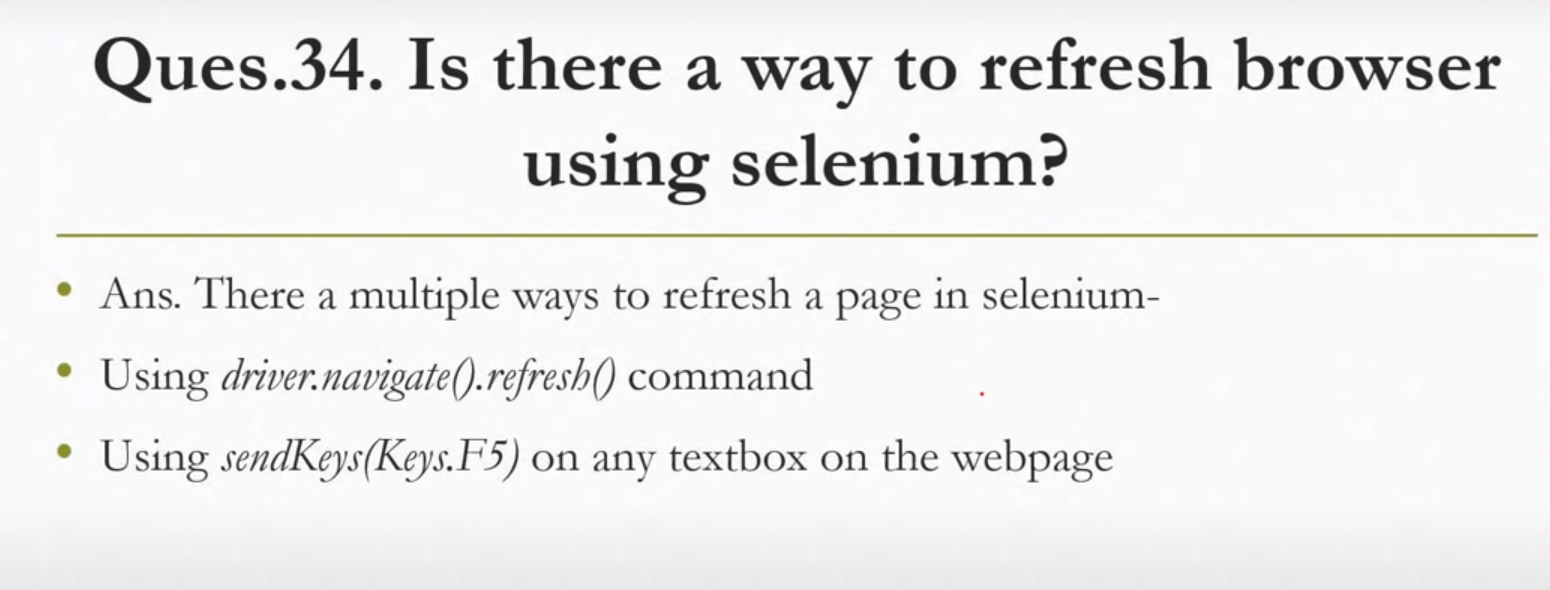 Ques.34. Is there a way to refresh browser
using selenium?
• Ans. There a multiple ways to refresh a page in selenium-
• Using driver.navigate().refresh() command
• Using sendKeys(Keys.F5) on any textbox on the webpage